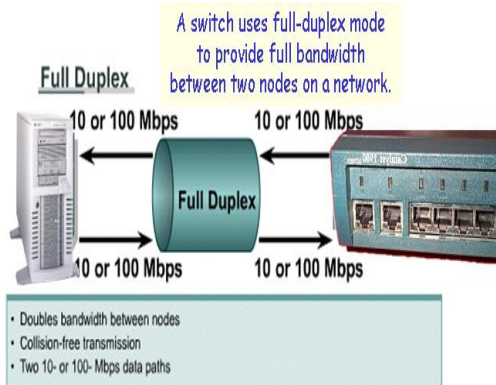 A switch uses full-duplex mode
to provide full bandwidth
between two nodes on a network.
Full Duplex
10 or 100 Mbps
10 or 100 Mbps
Full Duplex
10 or 100 Mbps
10 or 100 Mbps
• Doubles bandwidth between nodes
• Collision-free transmission
• Two 10- or 100- Mbps data paths